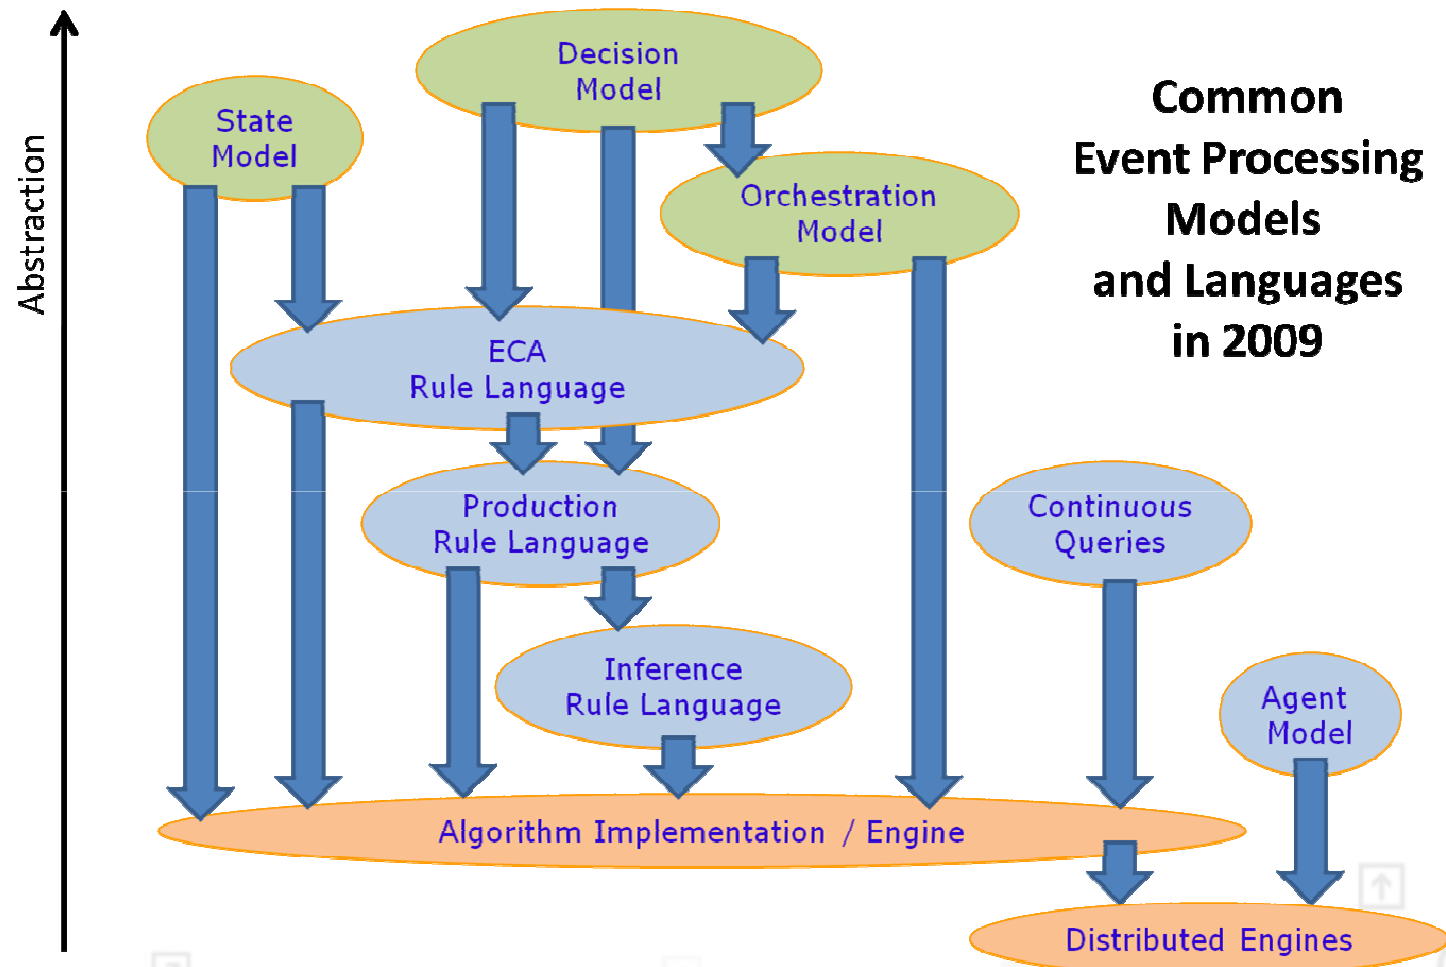 Abstraction
Decision
Model
State
Model
Orchestration
Model
Common
Event Processing
Models
and Languages
in 2009
ECA
Rule Language
Production
Rule Language
Continuous
Queries
Inference
Rule Language
Agent
Model
Algorithm Implementation / Engine
Distributed Engines